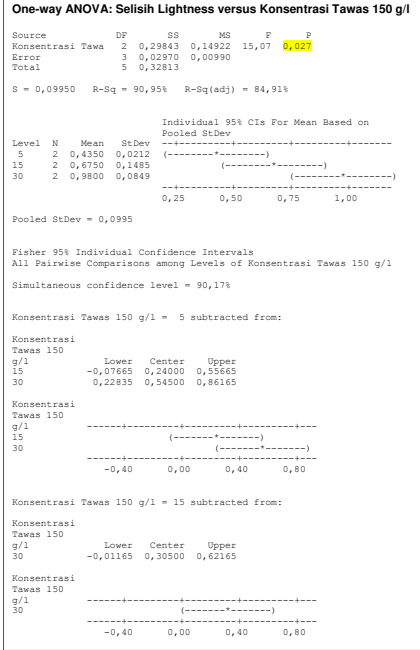 One-way ANOVA: Selisih Lightness versus Konsentrasi Tawas 150 g/l
Source DF SS MS F P
Konsentrasi Tawa 2 0,29843 0,14922 15,07 0,027
Error 3 0,02970 0,00990
Total 5 0,32813
S = 0,09950 R-Sq = 90,95% R-Sq(adj) = 84,91%
Individual 95% CIs For Mean Based on
Pooled StDev
Level N Mean StDev --+---------+---------+---------+-------
5 2 0,4350 0,0212 (--------*--------)
15 2 0,6750 0,1485 (--------*--------)
30 2 0,9800 0,0849 (--------*--------)
--+---------+---------+---------+-------
0,25 0,50 0,75 1,00
Pooled StDev = 0,0995
Fisher 95% Individual Confidence Intervals
All Pairwise Comparisons among Levels of Konsentrasi Tawas 150 g/l
Simultaneous confidence level = 90,17%
Konsentrasi Tawas 150 g/l = 5 subtracted from:
Konsentrasi
Tawas 150
g/l Lower Center Upper
15 -0,07665 0,24000 0,55665
30 0,22835 0,54500 0,86165
Konsentrasi
Tawas 150
g/l ------+---------+---------+---------+---
15 (-------*-------)
30 (-------*-------)
------+---------+---------+---------+---
-0,40 0,00 0,40 0,80
Konsentrasi Tawas 150 g/l = 15 subtracted from:
Konsentrasi
Tawas 150
g/l Lower Center Upper
30 -0,01165 0,30500 0,62165
Konsentrasi
Tawas 150
g/l ------+---------+---------+---------+---
30 (-------*-------)
------+---------+---------+---------+---
-0,40 0,00 0,40 0,80